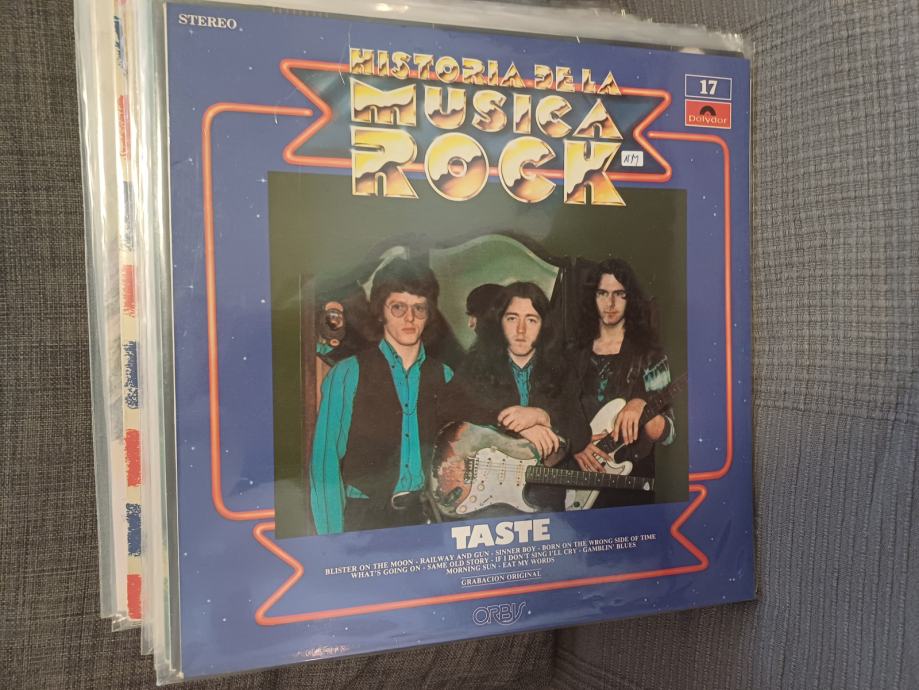 STEREO
HISTORIA DE LA
MUSICA
ROCK
17
Polydor
NM
TASTE
BLISTER ON THE MOON - RAILWAY AND GUN - SINNER BOY - BORN ON THE WRONG SIDE OF TIME
WHAT'S GOING ON - SAME OLD STORY - IF I DON'T SING I'LL CRY - GAMBLIN' BLUES
MORNING SUN - EAT MY WORDS
GRABACION ORIGINAL
ORBIS